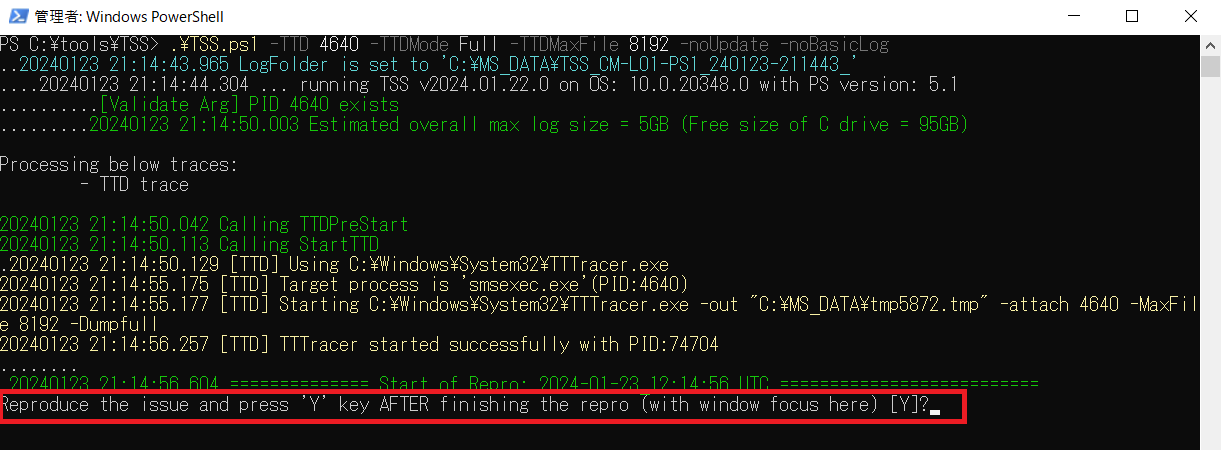 管理者: Windows PowerShell
PS C:¥tools¥TSS> .¥TSS.ps1 -TTD 4640 -TTDMode Full -TTDMaxFile 8192 -noUpdate -noBasicLog
..20240123 21:14:43.965 LogFolder is set to 'C:¥MS_DATA¥TSS_CM-L01-PS1_240123-211443_'
....20240123 21:14:44.304 ... running TSS v2024.01.22.0 on OS: 10.0.20348.0 with PS version: 5.1
..........[Validate Arg] PID 4640 exists
.........20240123 21:14:50.003 Estimated overall max log size = 5GB (Free size of C drive = 95GB)
Processing below traces:
- TTD trace
20240123 21:14:50.042 Calling TTDPreStart
20240123 21:14:50.113 Calling StartTTD
.20240123 21:14:50.129 [TTD] Using C:¥Windows¥System32¥TTTracer.exe
20240123 21:14:55.175 [TTD] Target process is 'smsexec.exe'(PID:4640)
20240123 21:14:55.177 [TTD] Starting C:¥Windows¥System32¥TTTracer.exe -out "C:¥MS_DATA¥tmp5872.tmp" -attach 4640 -MaxFil
e 8192 -Dumpfull
20240123 21:14:56.257 [TTD] TTTracer started successfully with PID:74704
........
20240123 21:14:56.604 ============== Start of Repro: 2024-01-23 12:14:56 UTC ==========================
Reproduce the issue and press 'Y' key AFTER finishing the repro (with window focus here) [Y]?